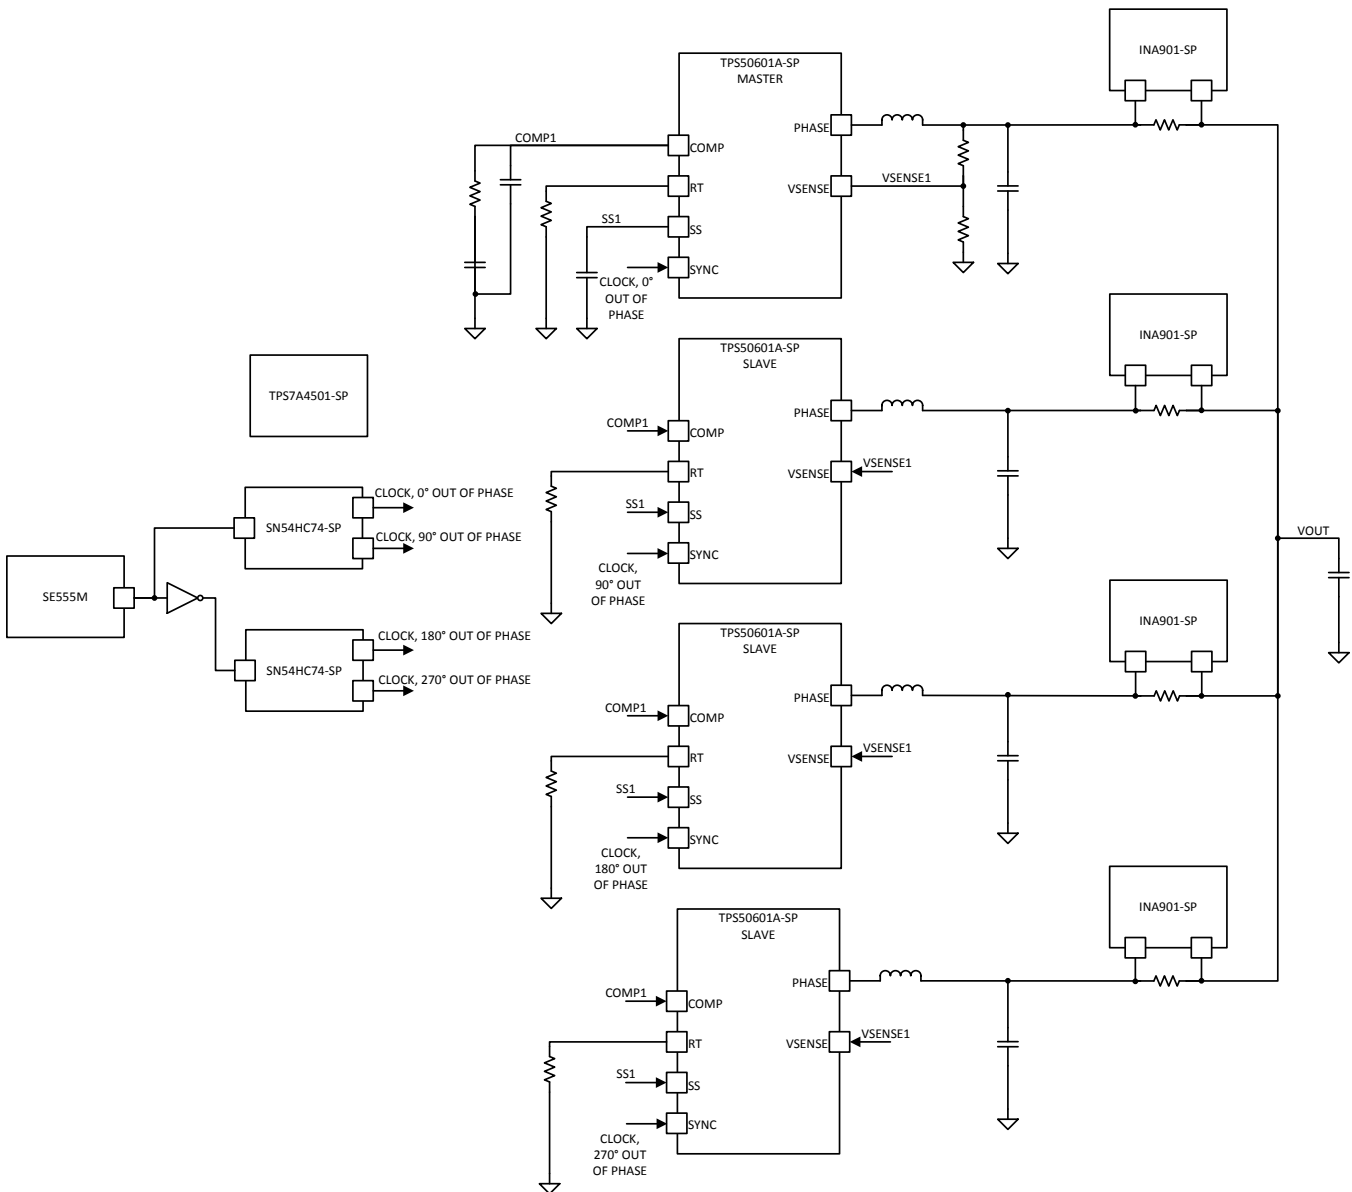 INA901-SP
TPS50601A-SP
MASTER
PHASE
COMP1
COMP
RT
VSENSE1
VSENSE
SS1
SS
SYNC
CLOCK, 0°
OUT OF
PHASE
INA901-SP
TPS50601A-SP
SLAVE
TPS7A4501-SP
PHASE
COMP1
COMP
VSENSE1
VSENSE
RT
SS1
SS
SYNC
CLOCK,
90° OUT
OF PHASE
CLOCK, 0° OUT OF PHASE
SN54HC74-SP
CLOCK, 90° OUT OF PHASE
VOUT
SE555M
CLOCK, 180° OUT OF PHASE
SN54HC74-SP
CLOCK, 270° OUT OF PHASE
INA901-SP
TPS50601A-SP
SLAVE
PHASE
COMP1
COMP
VSENSE1
VSENSE
RT
SS1
SS
SYNC
CLOCK,
180° OUT
OF PHASE
INA901-SP
TPS50601A-SP
SLAVE
PHASE
COMP1
COMP
VSENSE1
VSENSE
RT
SS1
SS
SYNC
CLOCK,
270° OUT
OF PHASE